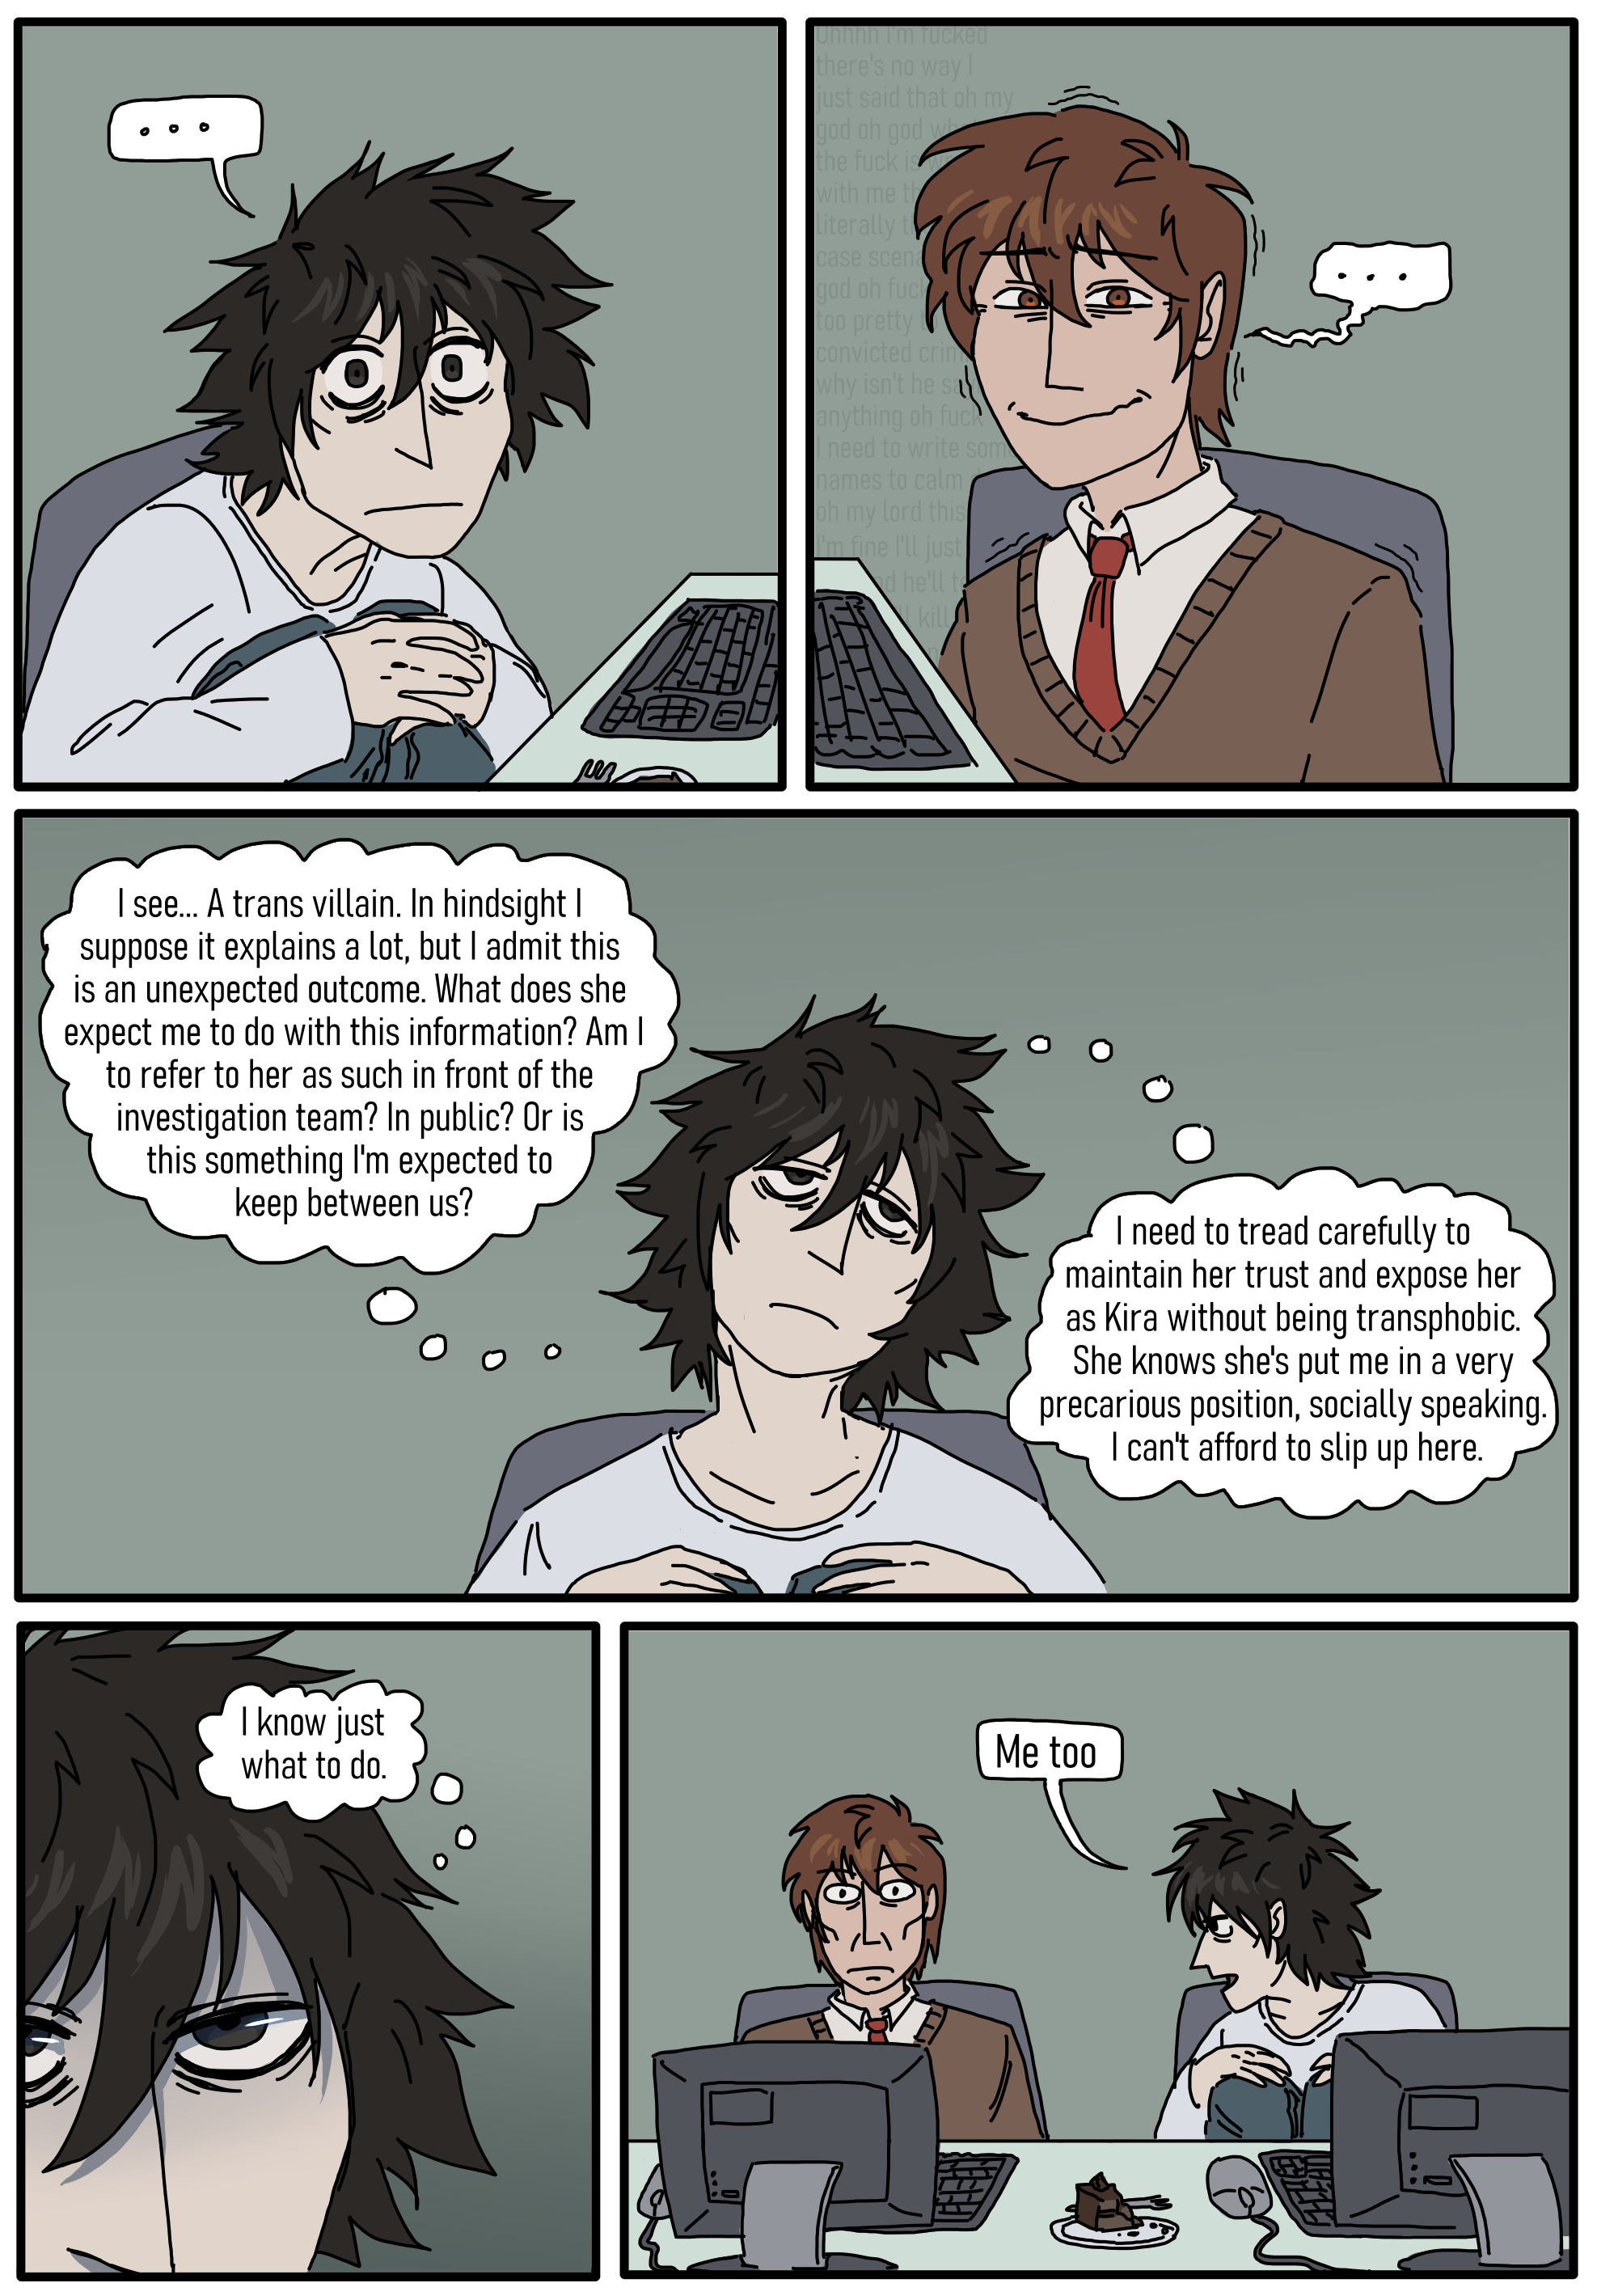 ...
Uhhhh I'm fucked
there's no way I
just said that oh my
god oh god
the fuck is
with me
literally
case
god oh fuck
too pretty
convicted
why isn't he
anything oh fuck
I need to write
names to calm
oh my lord this
I'm fine I'll just
he'll
kill
...
I see... A trans villain. In hindsight I
suppose it explains a lot, but I admit this
is an unexpected outcome. What does she
expect me to do with this information? Am I
to refer to her as such in front of the
investigation team? In public? Or is
this something I'm expected to
keep between us?
I need to tread carefully to
maintain her trust and expose her
as Kira without being transphobic.
She knows she's put me in a very
precarious position, socially speaking.
I can't afford to slip up here.
I know just
what to do.
Me too